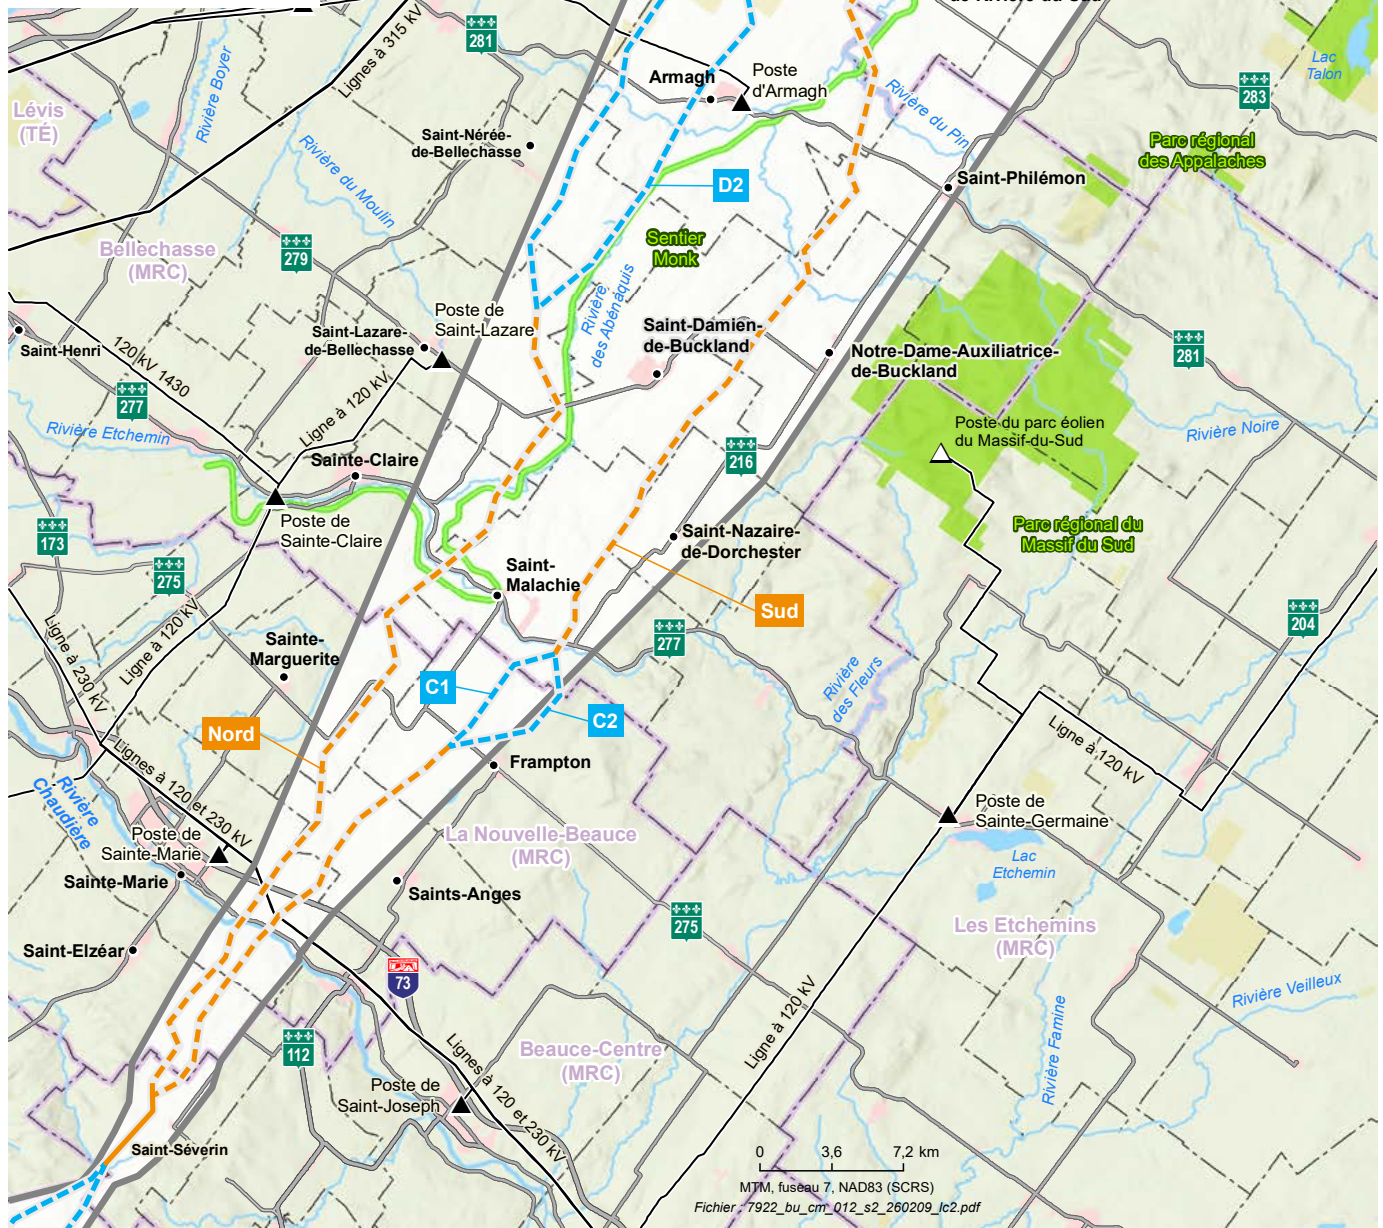 281
Lignes à 315 kV
Rivière Boyer
Armagh
Poste
d'Armagh
Rivière du Pin
Lac
Talon
283
Lévis
(TÉ)
Saint-Nérée-
de-Bellechasse
Rivière du Moulin
Parc régional
des Appalaches
D2
Saint-Philémon
Bellechasse
(MRC)
279
Sentier
Monk
Rivière
des Abénaquis
Poste de
Saint-Lazare
Saint-Lazare-
de-Bellechasse
Saint-Henri
120 kV 1430
Saint-Damien-
de-Buckland
Notre-Dame-Auxiliatrice-
de-Buckland
281
277
Ligne à 120 kV
Rivière Etchemin
Poste du parc éolien
du Massif-du-Sud
Rivière Noire
216
Sainte-Claire
Poste de
Sainte-Claire
173
Saint-Nazaire-
de-Dorchester
Parc régional du
Massif du Sud
275
Saint-
Malachie
Sud
204
Ligne à 230 kV
Ligne à 120 kV
Sainte-
Marguerite
277
Rivière
des Fleurs
C1
C2
Nord
Ligne à 120 kV
Lignes à 120 et 230 kV
Frampton
Rivière
Chaudière
Poste de
Sainte-Marie
La Nouvelle-Beauce
(MRC)
Poste de
Sainte-Germaine
Lac
Etchemin
Sainte-Marie
Saints-Anges
275
Les Etchemins
(MRC)
Saint-Elzéar
73
Rivière Veilleux
Ligne à 120 kV
Rivière Famine
112
Lignes à 120 et 230 kV
Beauce-Centre
(MRC)
Poste de
Saint-Joseph
Saint-Séverin
0 3,6 7,2 km
MTM, fuseau 7, NAD83 (SCRS)
Fichier : 7922_bu_cm_012_s2_260209_lc2.pdf